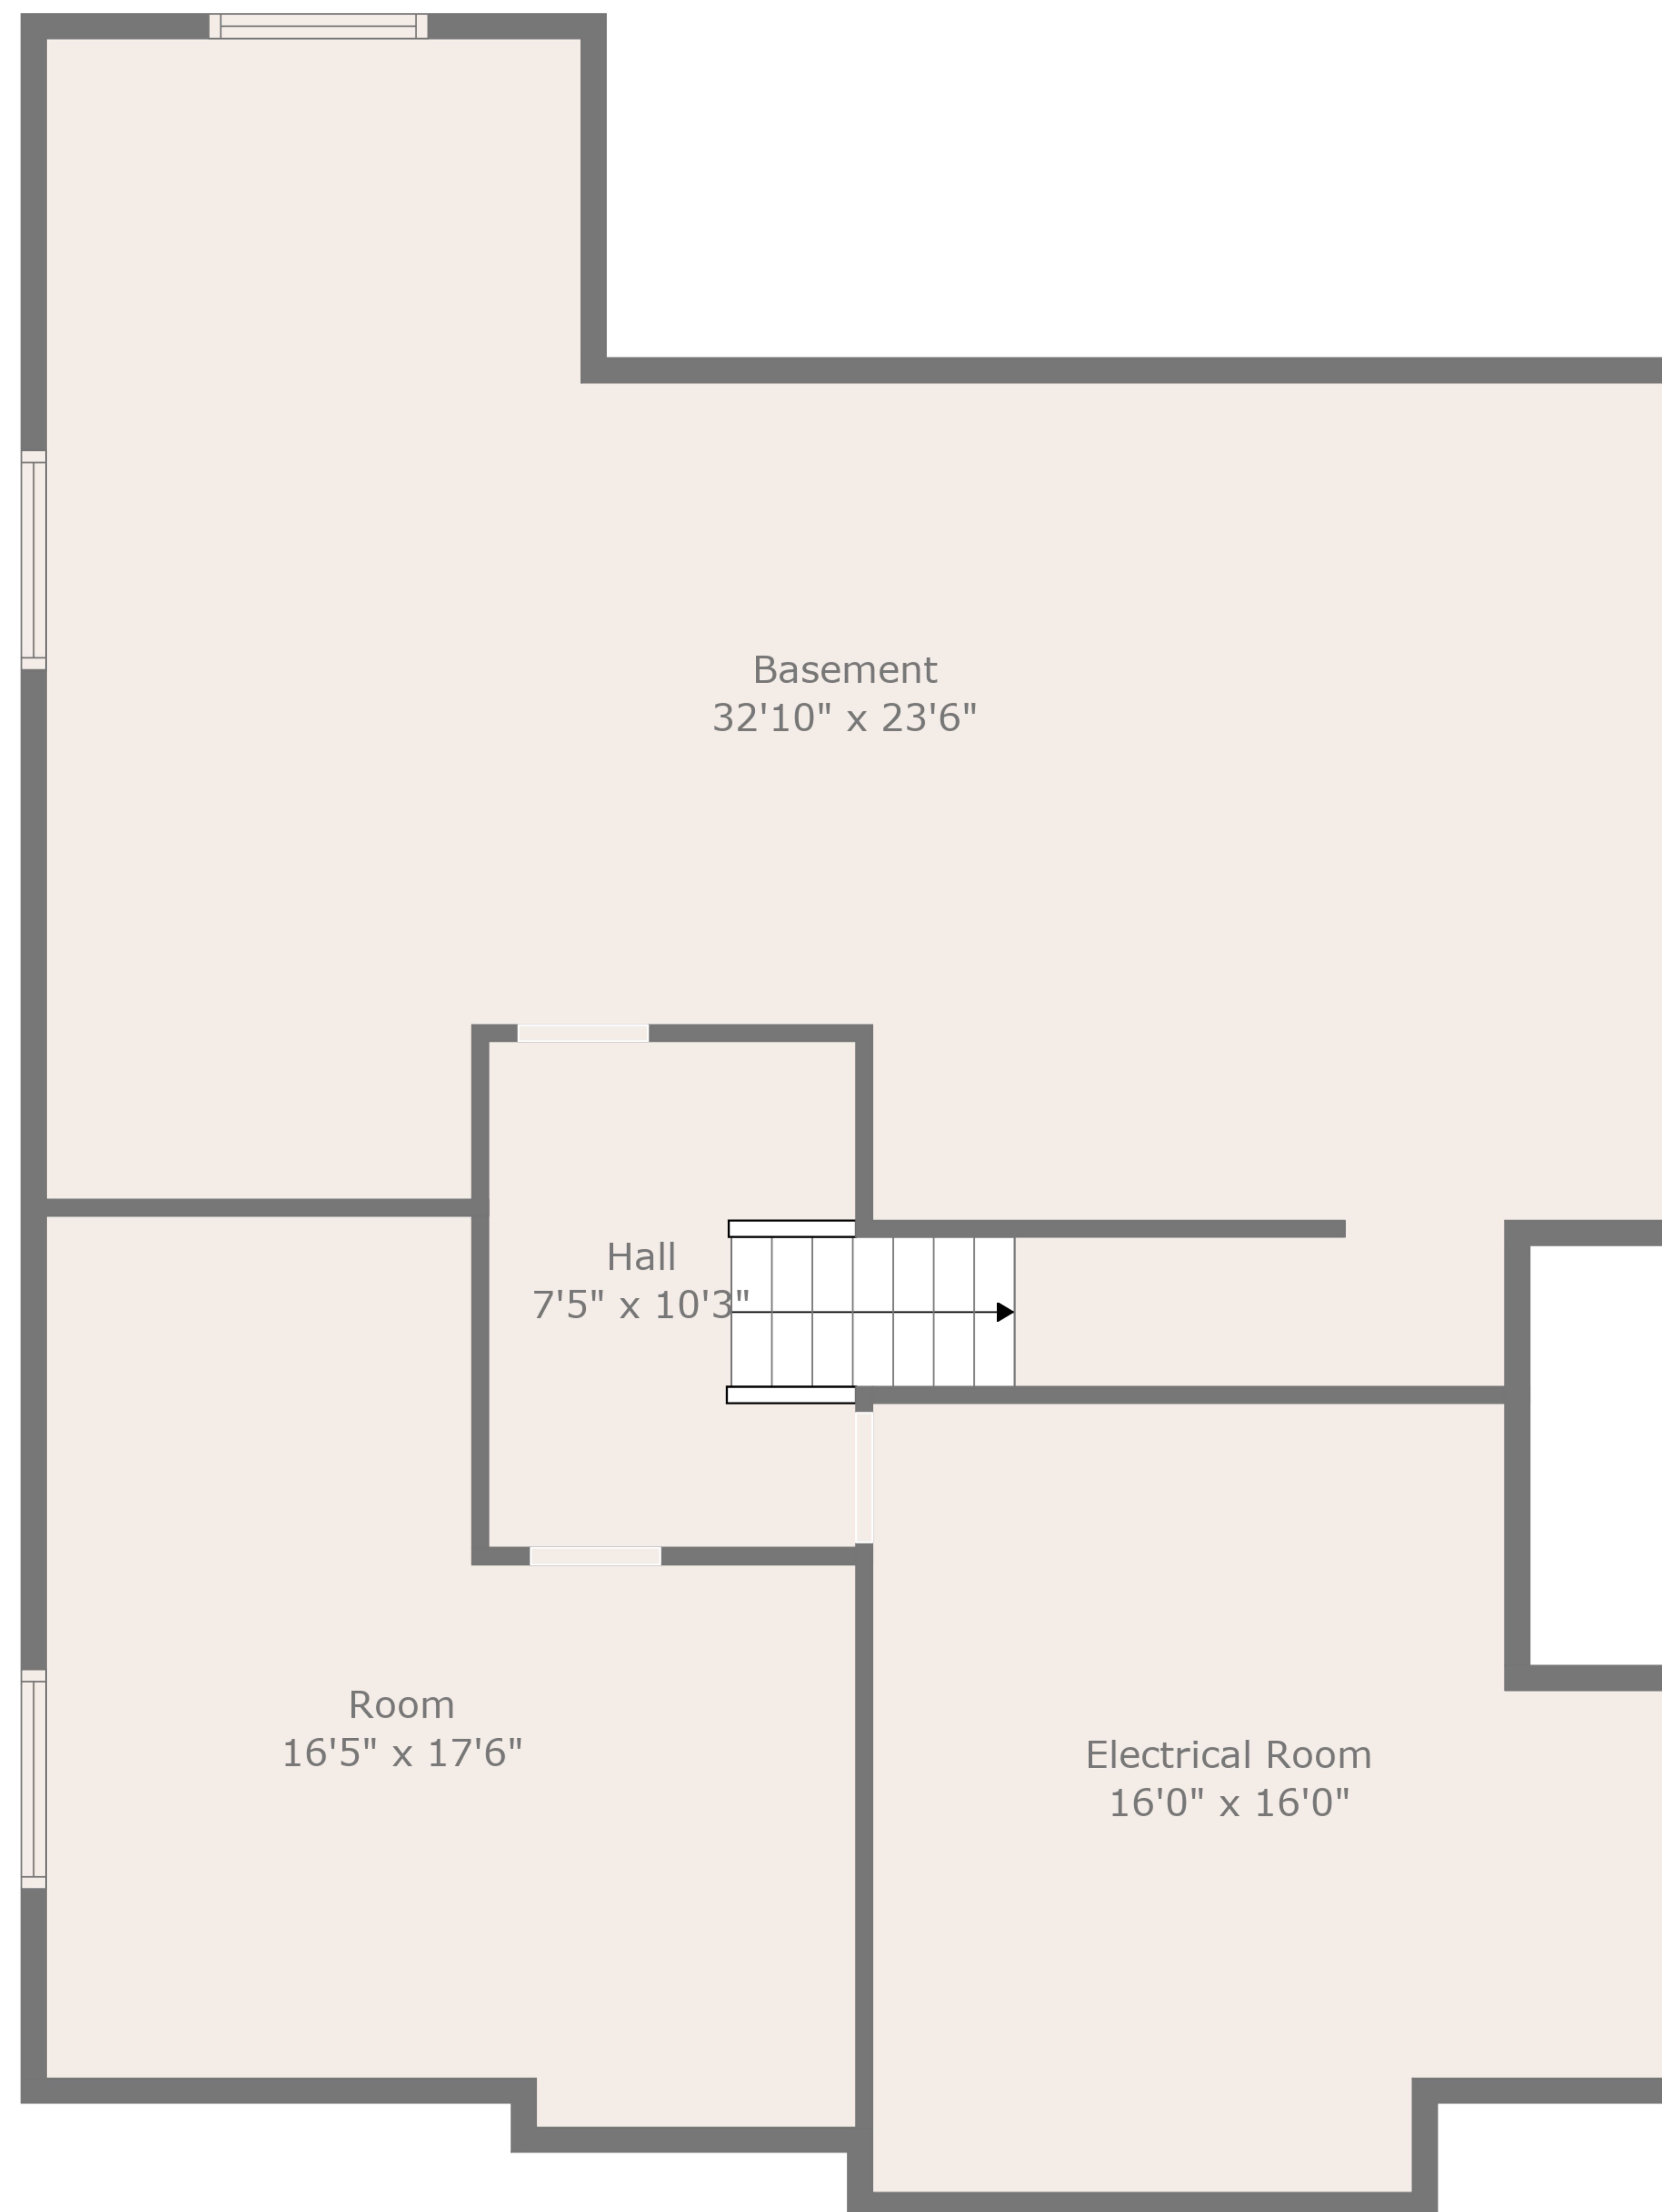 Basement
32'10" x 23'6"
Hall
7'5" x 10'3"
Room
16'5" x 17'6"
Electrical Room
16'0" x 16'0"